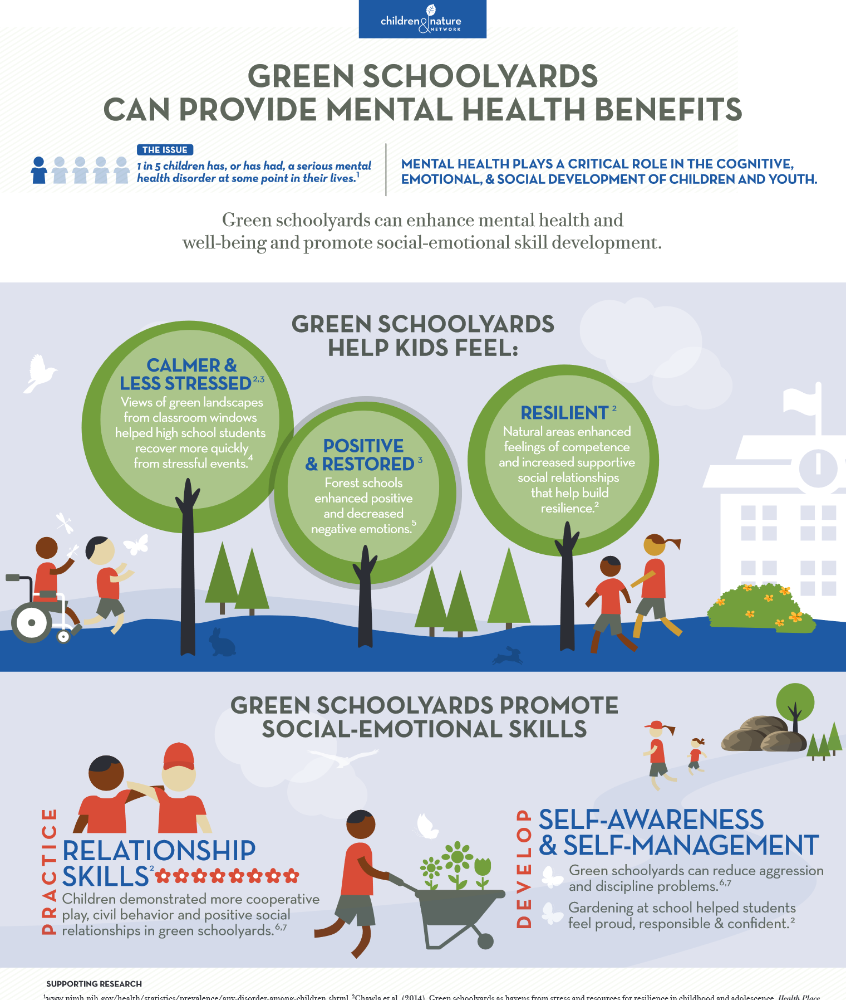 children & nature
NETWORK
GREEN SCHOOLYARDS
CAN PROVIDE MENTAL HEALTH BENEFITS
THE ISSUE
1 in 5 children has, or has had, a serious mental
health disorder at some point in their lives.1
MENTAL HEALTH PLAYS A CRITICAL ROLE IN THE COGNITIVE,
EMOTIONAL, & SOCIAL DEVELOPMENT OF CHILDREN AND YOUTH.
Green schoolyards can enhance mental health and
well-being and promote social-emotional skill development.
GREEN SCHOOLYARDS
HELP KIDS FEEL:
CALMER &
LESS STRESSED 2,3
Views of green landscapes
from classroom windows
helped high school students
recover more quickly
from stressful events.4
POSITIVE
& RESTORED 3
Forest schools
enhanced positive
and decreased
negative emotions.5
RESILIENT 2
Natural areas enhanced
feelings of competence
and increased supportive
social relationships
that help build
resilience.2
GREEN SCHOOLYARDS PROMOTE
SOCIAL-EMOTIONAL SKILLS
PRACTICE
RELATIONSHIP
SKILLS2
Children demonstrated more cooperative
play, civil behavior and positive social
relationships in green schoolyards.6,7
DEVELOP
SELF-AWARENESS
& SELF-MANAGEMENT
Green schoolyards can reduce aggression
and discipline problems.6,7
Gardening at school helped students
feel proud, responsible & confident.2
SUPPORTING RESEARCH
1www.nimh.nih.gov/health/statistics/prevalence/any-disorder-among-children.shtml. 2Chawla et al. (2014). Green schoolyards as havens from stress and resources for resilience in childhood and adolescence. Health Place